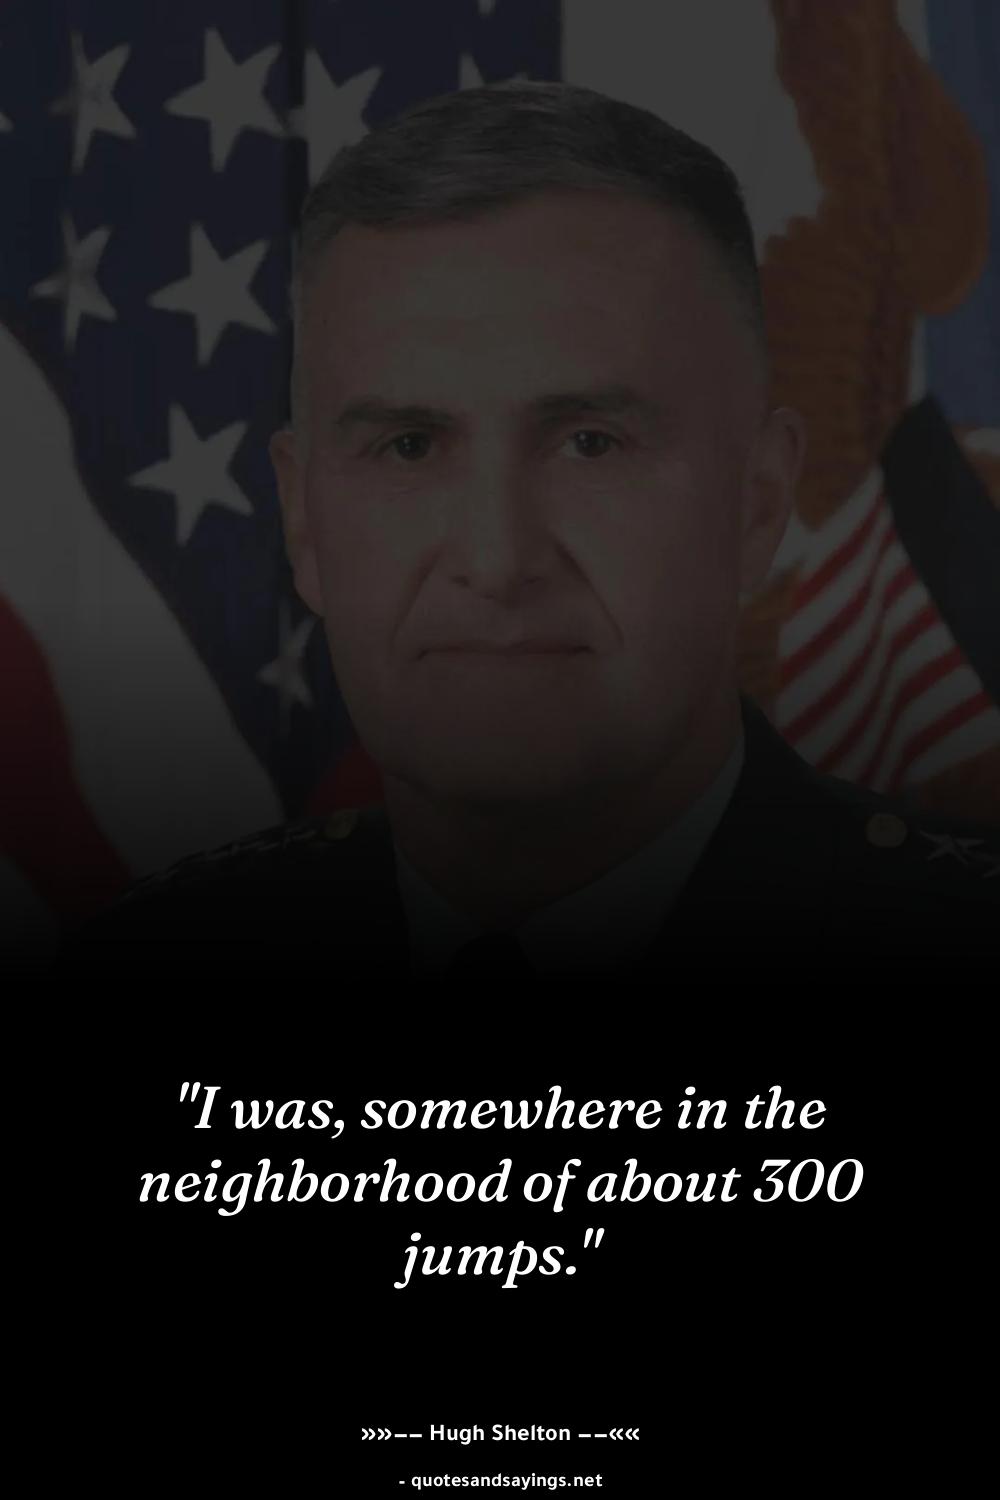 "I was, somewhere in the
neighborhood of about 300
jumps."
»»−− Hugh Shelton −−««
- quotesandsayings.net